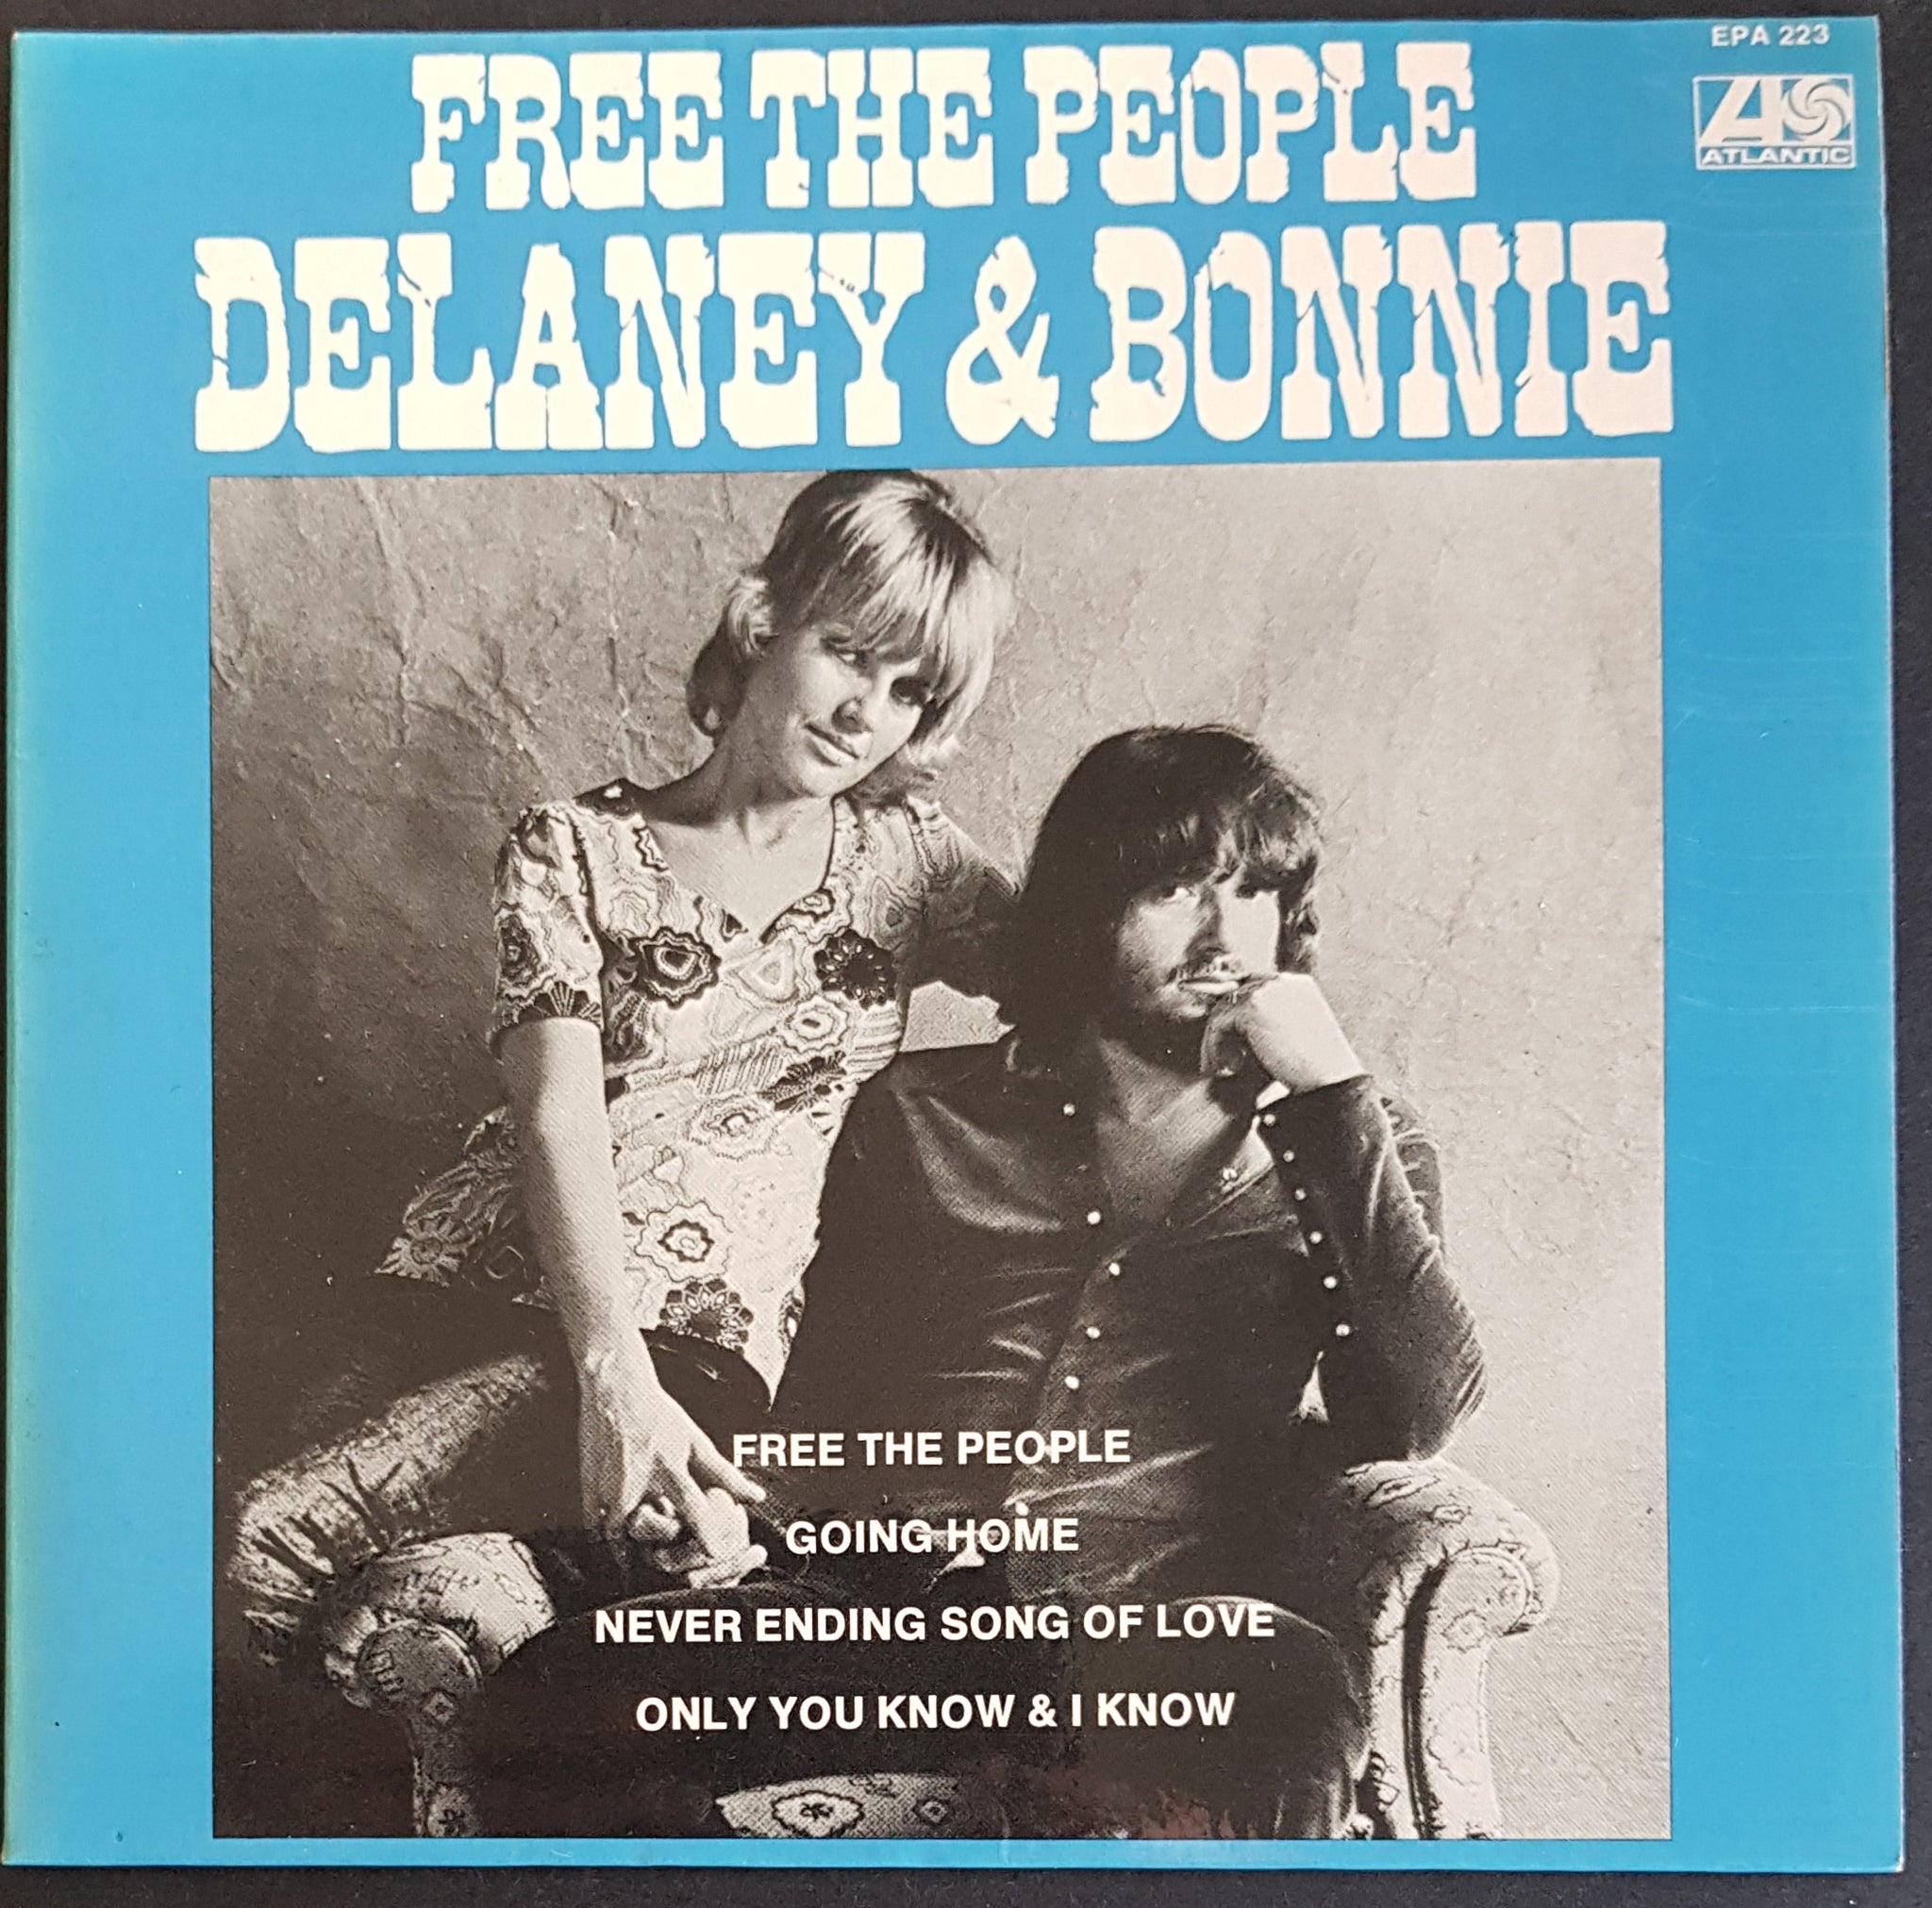 EPA 223
FREE THE PEOPLE
ATLANTIC
DELANEY & BONNIE
FREE THE PEOPLE
GOING HOME
NEVER ENDING SONG OF LOVE
ONLY YOU KNOW & I KNOW